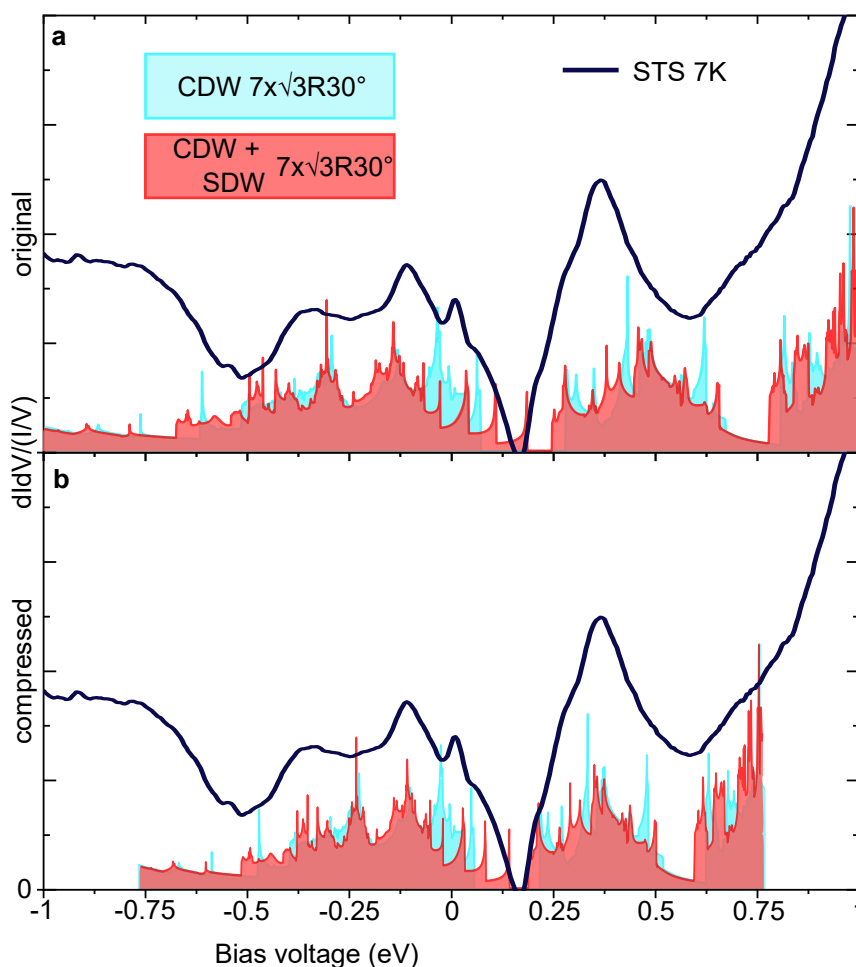 a
CDW 7x√3R30°
STS 7K
CDW +
SDW
7x√3R30°
original
dIdV/(I/V)
b
compressed
0
-1
-0.75
-0.5
-0.25
0
0.25
0.5
0.75
1
Bias voltage (eV)